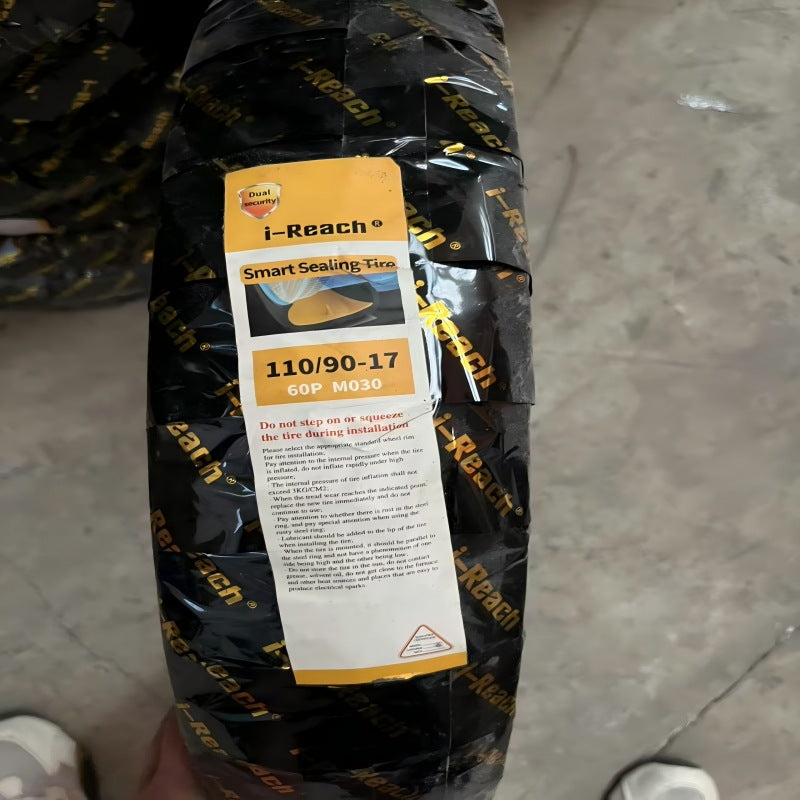 Dual
security
i-Reach®
Smart Sealing Tire
110/90-17
60P M030
Do not step on or squeeze
the tire during installation
Please select the appropriate standard wheel rim
for tire installation;
Pay attention to the internal pressure when the tire
is inflated, do not inflate rapidly under high
pressure;
· The internal pressure of tire inflation shall not
exceed 3KG/CM2;
· When the tread wear reaches the indicated point,
replace the new tire immediately and do not
continue to use;
· Pay attention to whether there is rust in the steel
ring, and pay special attention when using the
rusty steel ring;
· Lubricant should be added to the lip of the tire
when installing the tire;
· When the tire is mounted, it should be parallel to
the steel ring and not have a phenomenon of one
side being high and the other being low;
· Do not store the tire in the sun, do not contact
grease, solvent oil, do not get close to the furnace
and other heat sources and places that are easy to
produce electrical sparks
i-Reach
i-Reach
i-Reach
i-Reach®
i-Reach®
i-Reach®
i-Reach
i-Reach
i-Reach